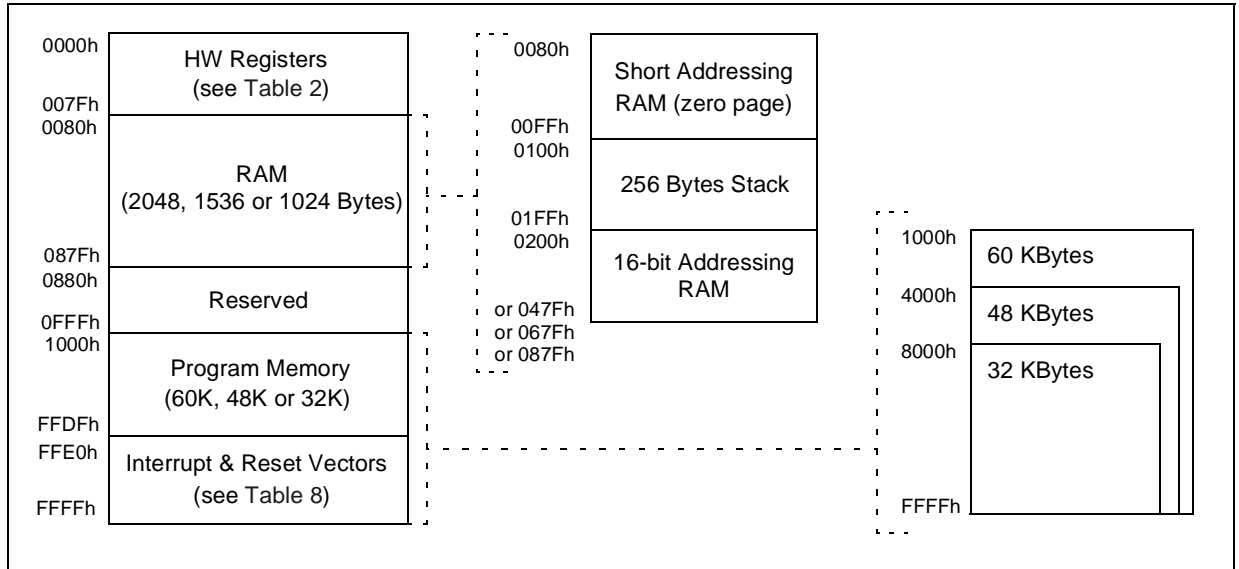 0000h
HW Registers
(see Table 2)
007Fh
0080h
RAM
(2048, 1536 or 1024 Bytes)
087Fh
0880h
Reserved
0FFFh
1000h
Program Memory
(60K, 48K or 32K)
FFDFh
FFE0h
Interrupt & Reset Vectors
(see Table 8)
FFFFh
0080h
Short Addressing
RAM (zero page)
00FFh
0100h
256 Bytes Stack
01FFh
0200h
16-bit Addressing
RAM
or 047Fh
or 067Fh
or 087Fh
1000h
60 KBytes
4000h
48 KBytes
8000h
32 KBytes
FFFFh